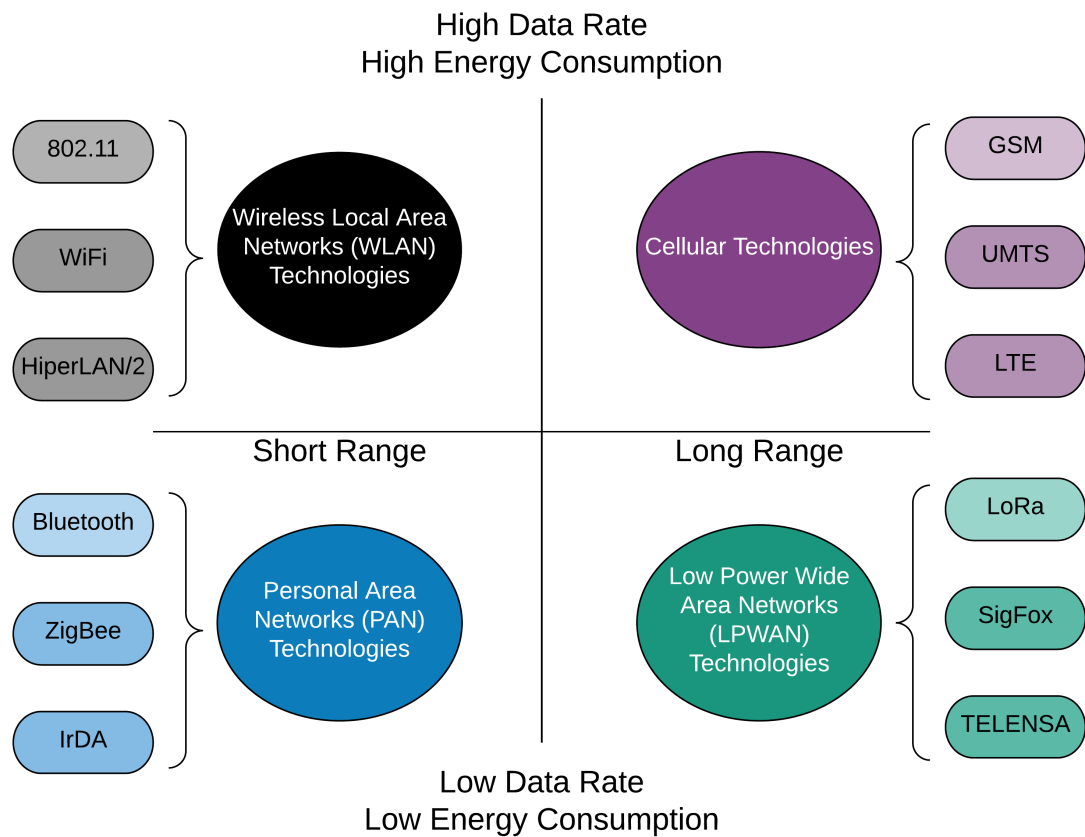 High Data Rate
High Energy Consumption
802.11
WiFi
HiperLAN/2
Wireless Local Area
Networks (WLAN)
Technologies
Cellular Technologies
GSM
UMTS
LTE
Short Range
Long Range
Bluetooth
ZigBee
IrDA
Personal Area
Networks (PAN)
Technologies
Low Power Wide
Area Networks
(LPWAN)
Technologies
LoRa
SigFox
TELENSA
Low Data Rate
Low Energy Consumption